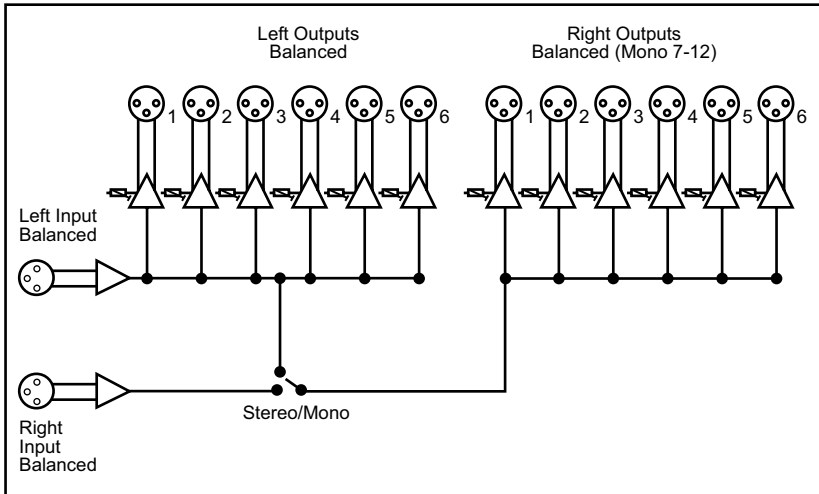 Left Outputs
Balanced
Right Outputs
Balanced (Mono 7-12)
1 2 3 4 5 6
1 2 3 4 5 6
Left Input
Balanced
Stereo/Mono
Right
Input
Balanced